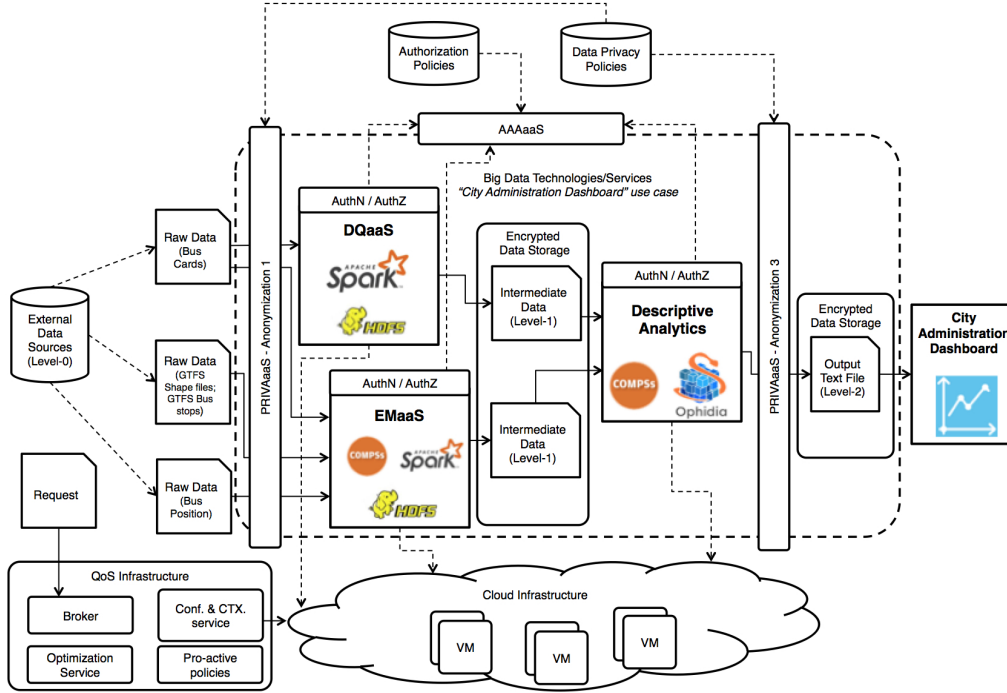 Authorization
Policies
Data Privacy
Policies
AAAaaS
Big Data Technologies/Services
"City Administration Dashboard" use case
PRIVAaaS - Anonymization 1
PRIVAaaS - Anonymization 3
External
Data
Sources
(Level-0)
Raw Data
(Bus
Cards)
Raw Data
(GTFS
Shape files;
GTFS Bus
stops)
Raw Data
(Bus
Position)
AuthN / AuthZ
DQaaS
APACHE
Spark™
HDFS
AuthN / AuthZ
EMaaS
COMPSs
Spark™
HDFS
Encrypted
Data Storage
Intermediate
Data
(Level-1)
Intermediate
Data
(Level-1)
AuthN / AuthZ
Descriptive
Analytics
COMPSs
Ophidia
Encrypted
Data Storage
Output
Text File
(Level-2)
City
Administration
Dashboard
Request
QoS Infrastructure
Broker
Conf. & CTX.
service
Optimization
Service
Pro-active
policies
Cloud Infrastructure
VM
VM
VM